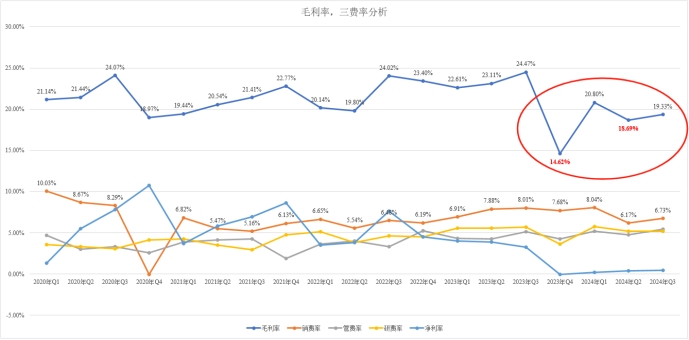 毛利率，三费率分析
30.00%
25.00%
20.00%
15.00%
10.00%
5.00%
0.00%
-5.00%
21.14% 21.44% 24.07% 18.97% 19.44% 20.54% 21.41% 22.77% 20.14% 19.80% 24.02% 23.40% 22.61% 23.11% 24.47% 14.62% 20.80% 18.69% 19.33%
10.03% 8.67% 8.29% 6.82% 5.47% 5.16% 6.13% 6.65% 5.54% 6.19% 6.91% 7.88% 8.01% 7.68% 8.04% 6.17% 6.73%
2020年Q1 2020年Q2 2020年Q3 2020年Q4 2021年Q1 2021年Q2 2021年Q3 2021年Q4 2022年Q1 2022年Q2 2022年Q3 2022年Q4 2023年Q1 2023年Q2 2023年Q3 2023年Q4 2024年Q1 2024年Q2 2024年Q3
毛利率 销费率 管费率 研费率 净利率